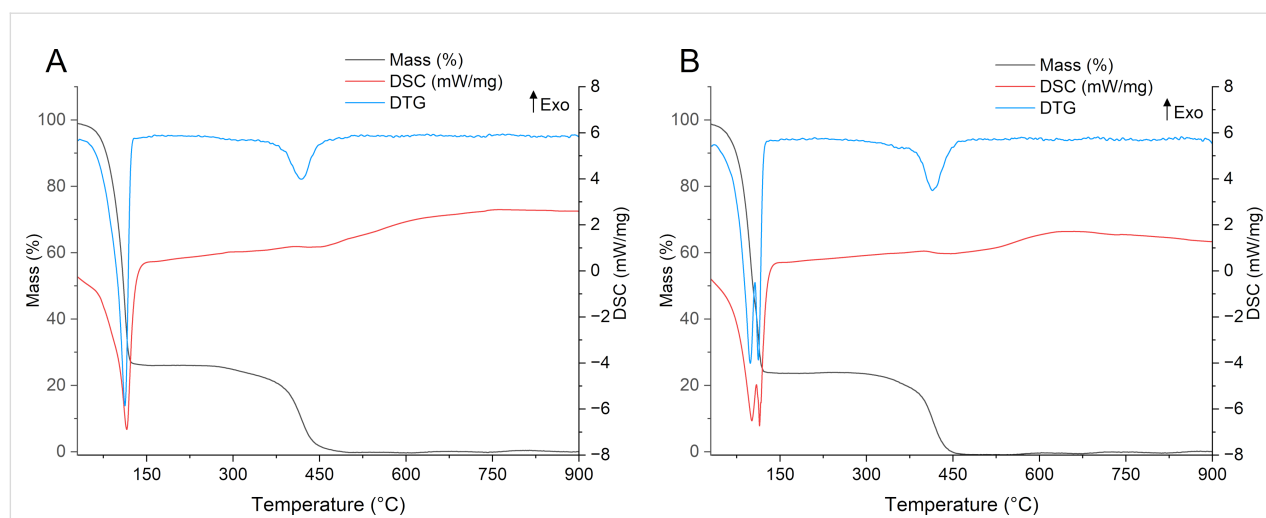 A
Mass (%)
DSC (mW/mg)
DTG
Exo
100
80
60
40
20
0
Mass (%)
8
6
4
2
0
−2
−4
−6
−8
DSC (mW/mg)
150 300 450 600 750 900
Temperature (°C)
B
Mass (%)
DSC (mW/mg)
DTG
Exo
100
80
60
40
20
0
Mass (%)
8
6
4
2
0
−2
−4
−6
−8
DSC (mW/mg)
150 300 450 600 750 900
Temperature (°C)